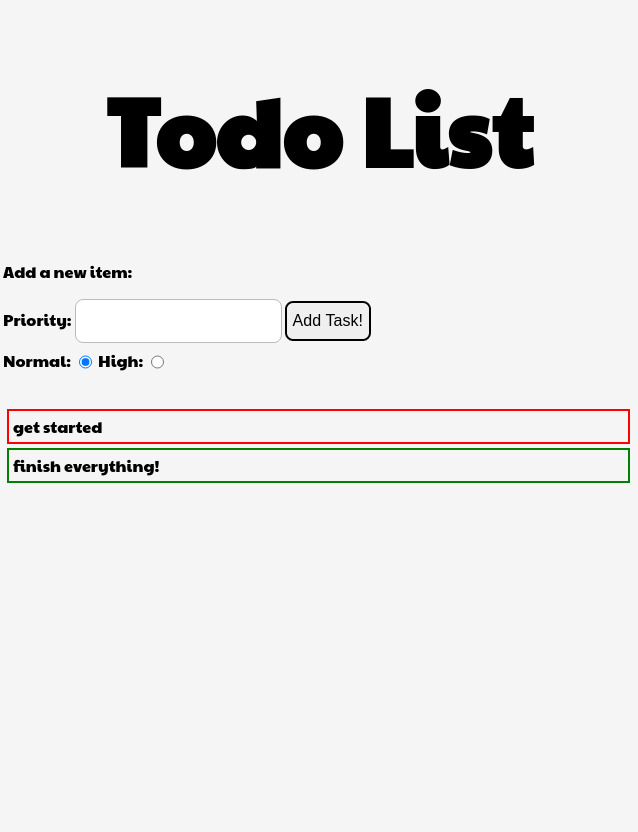 Todo List
Add a new item:
Priority: Add Task!
Normal: High:
get started
finish everything!